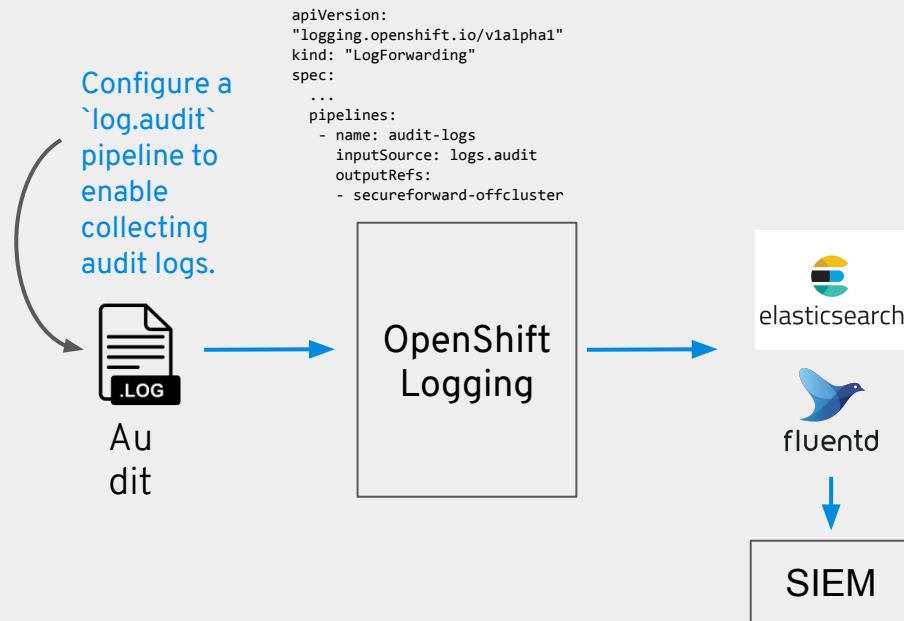 apiVersion:
"logging.openshift.io/v1alpha1"
kind: "LogForwarding"
spec:
  ...
  pipelines:
   - name: audit-logs
     inputSource: logs.audit
     outputRefs:
     - secureforward-offcluster
Configure a
`log.audit`
pipeline to
enable
collecting
audit logs.
.LOG
Au
dit
OpenShift
Logging
elasticsearch
fluentd
SIEM